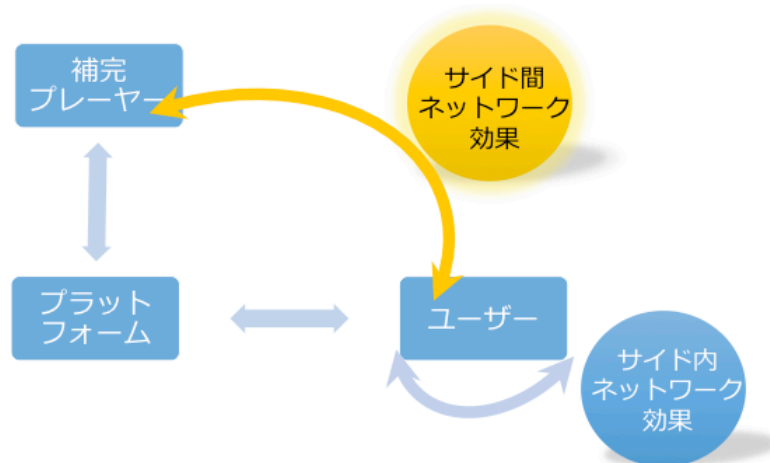 補完
プレーヤー
サイド間
ネットワーク
効果
プラット
フォーム
ユーザー
サイド内
ネットワーク
効果